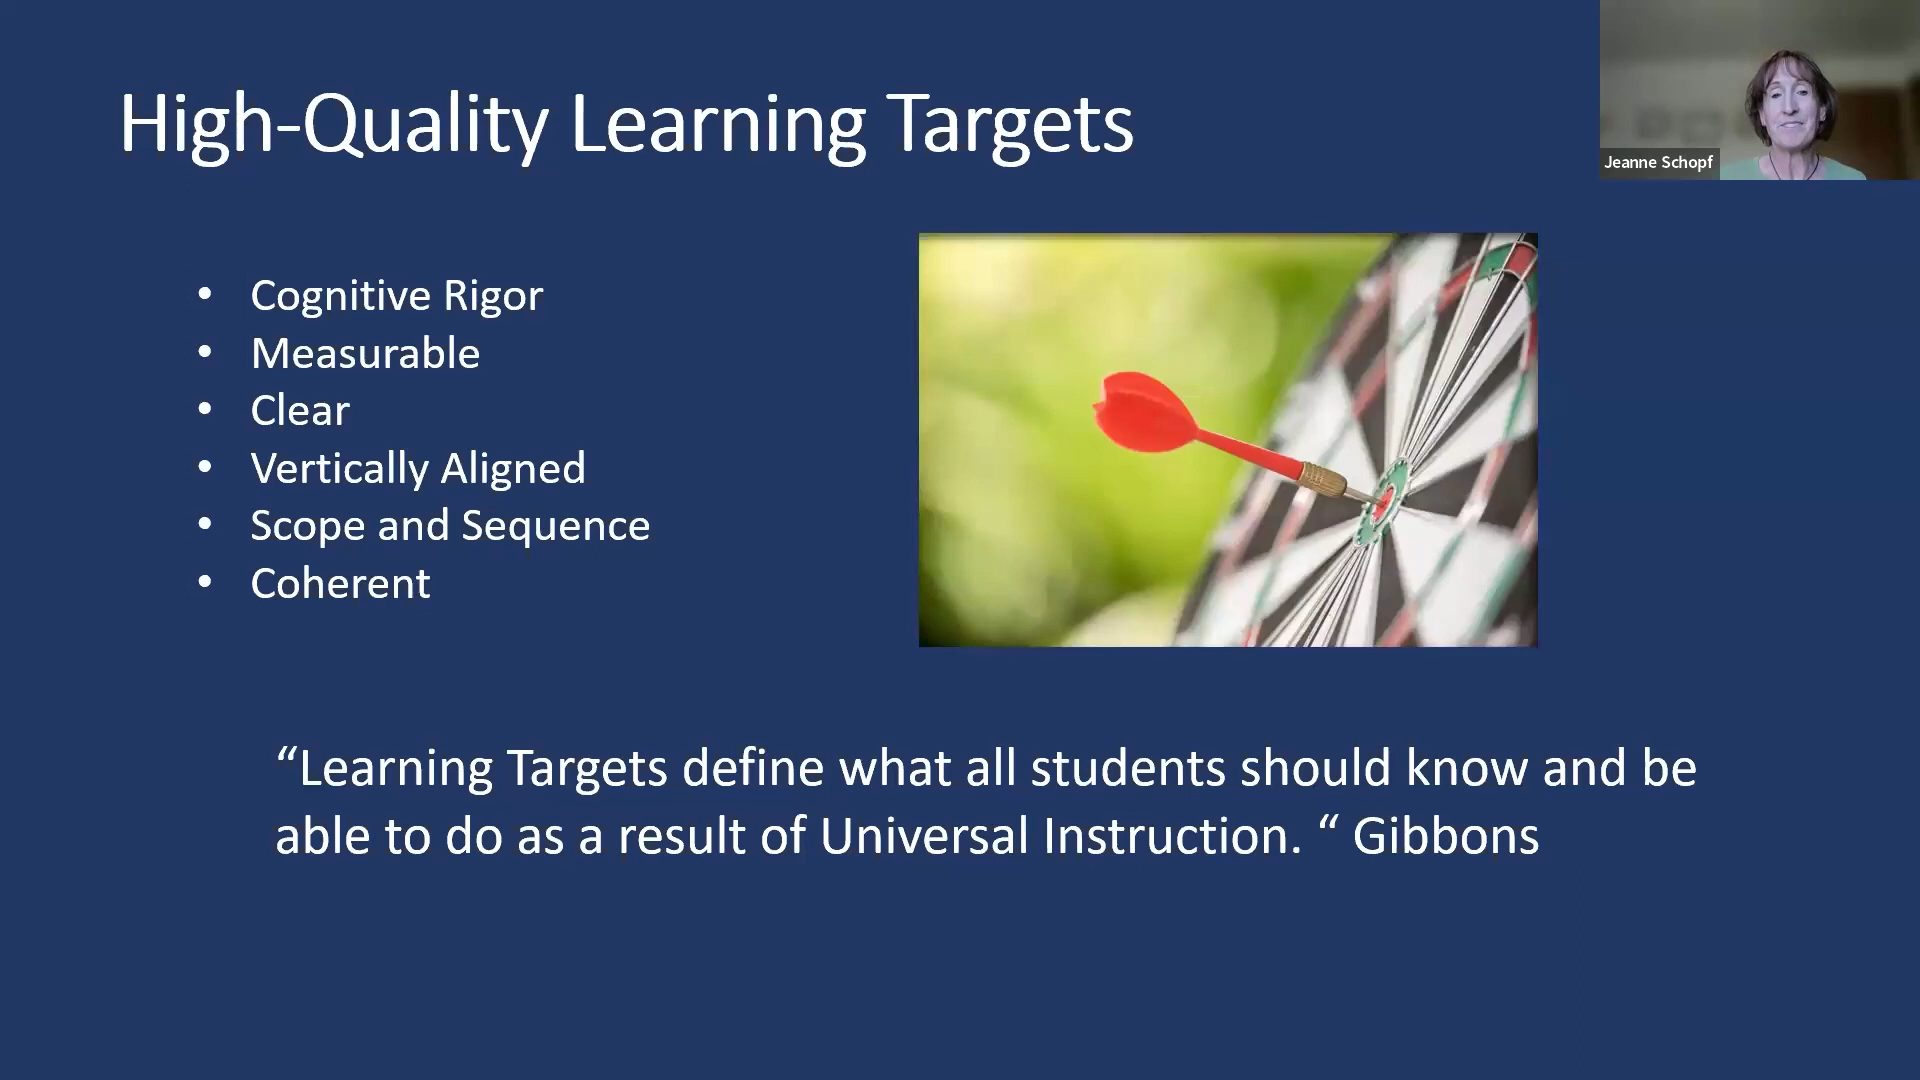 High-Quality Learning Targets
Jeanne Schopf
• Cognitive Rigor
• Measurable
• Clear
• Vertically Aligned
• Scope and Sequence
• Coherent
“Learning Targets define what all students should know and be
able to do as a result of Universal Instruction. “ Gibbons